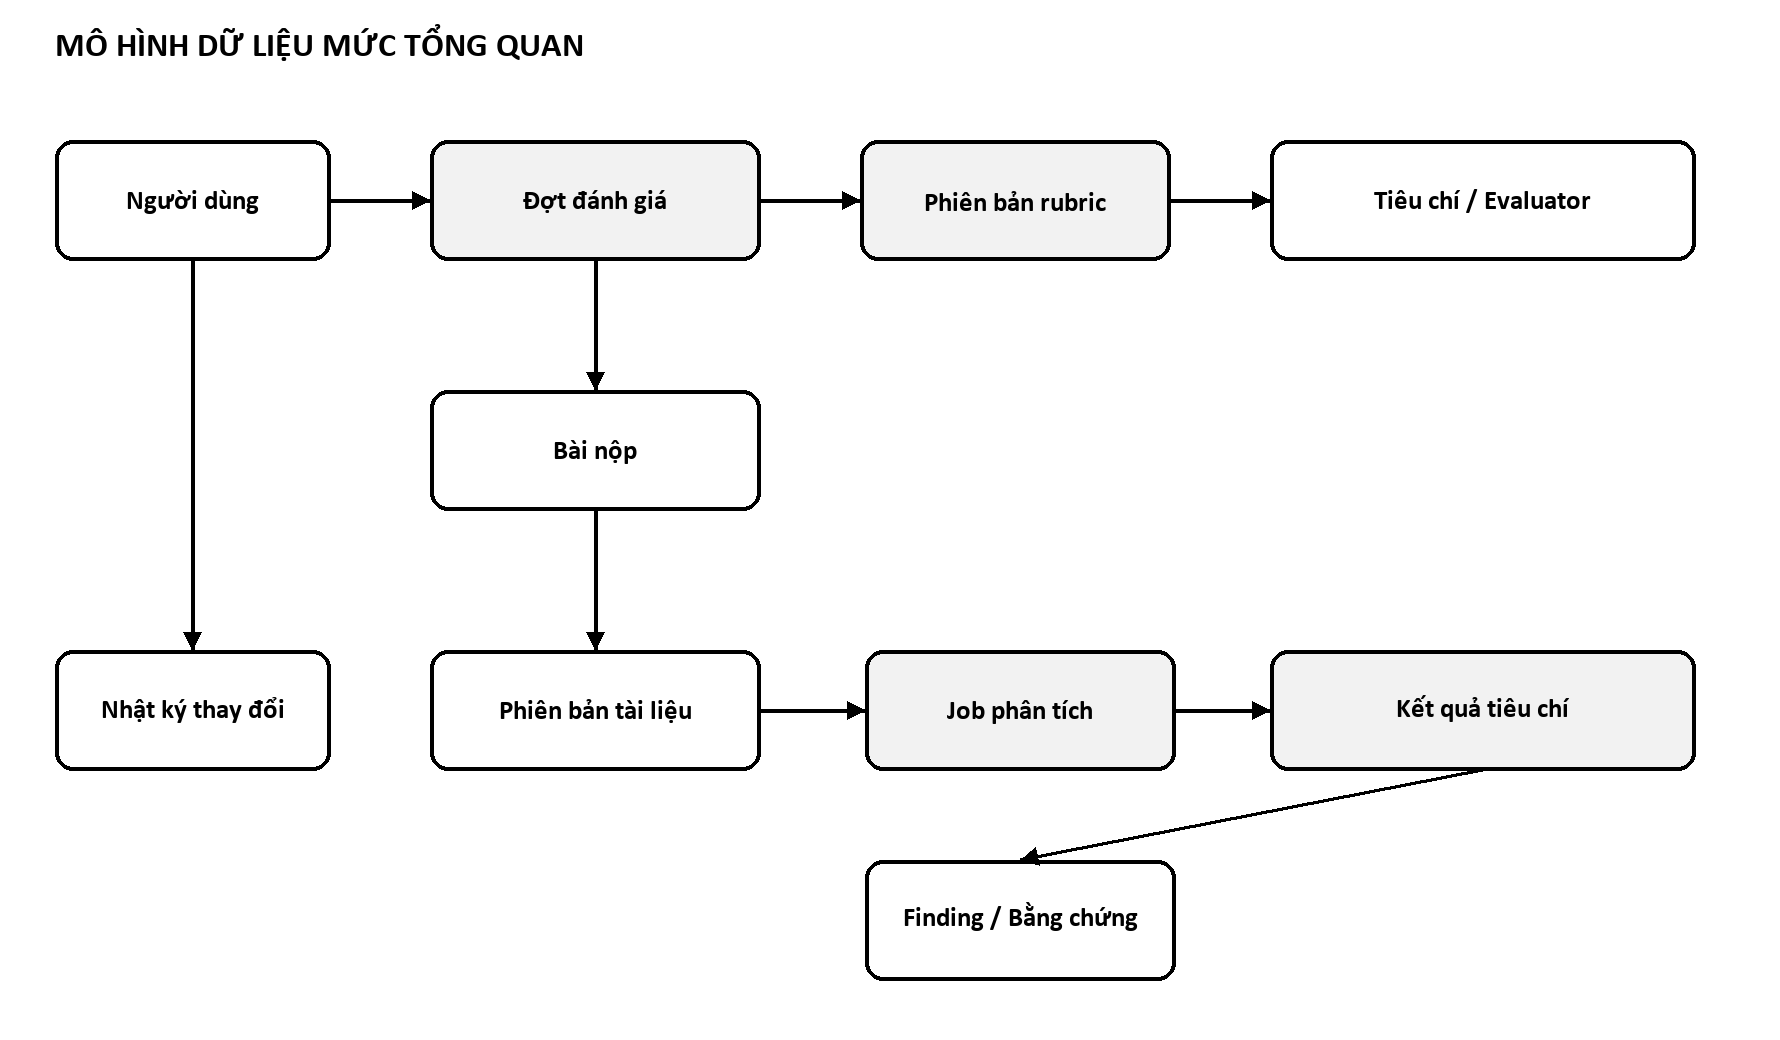 MÔ HÌNH DỮ LIỆU MỨC TỔNG QUAN
Người dùng
Đợt đánh giá
Phiên bản rubric
Tiêu chí / Evaluator
Bài nộp
Nhật ký thay đổi
Phiên bản tài liệu
Job phân tích
Kết quả tiêu chí
Finding / Bằng chứng